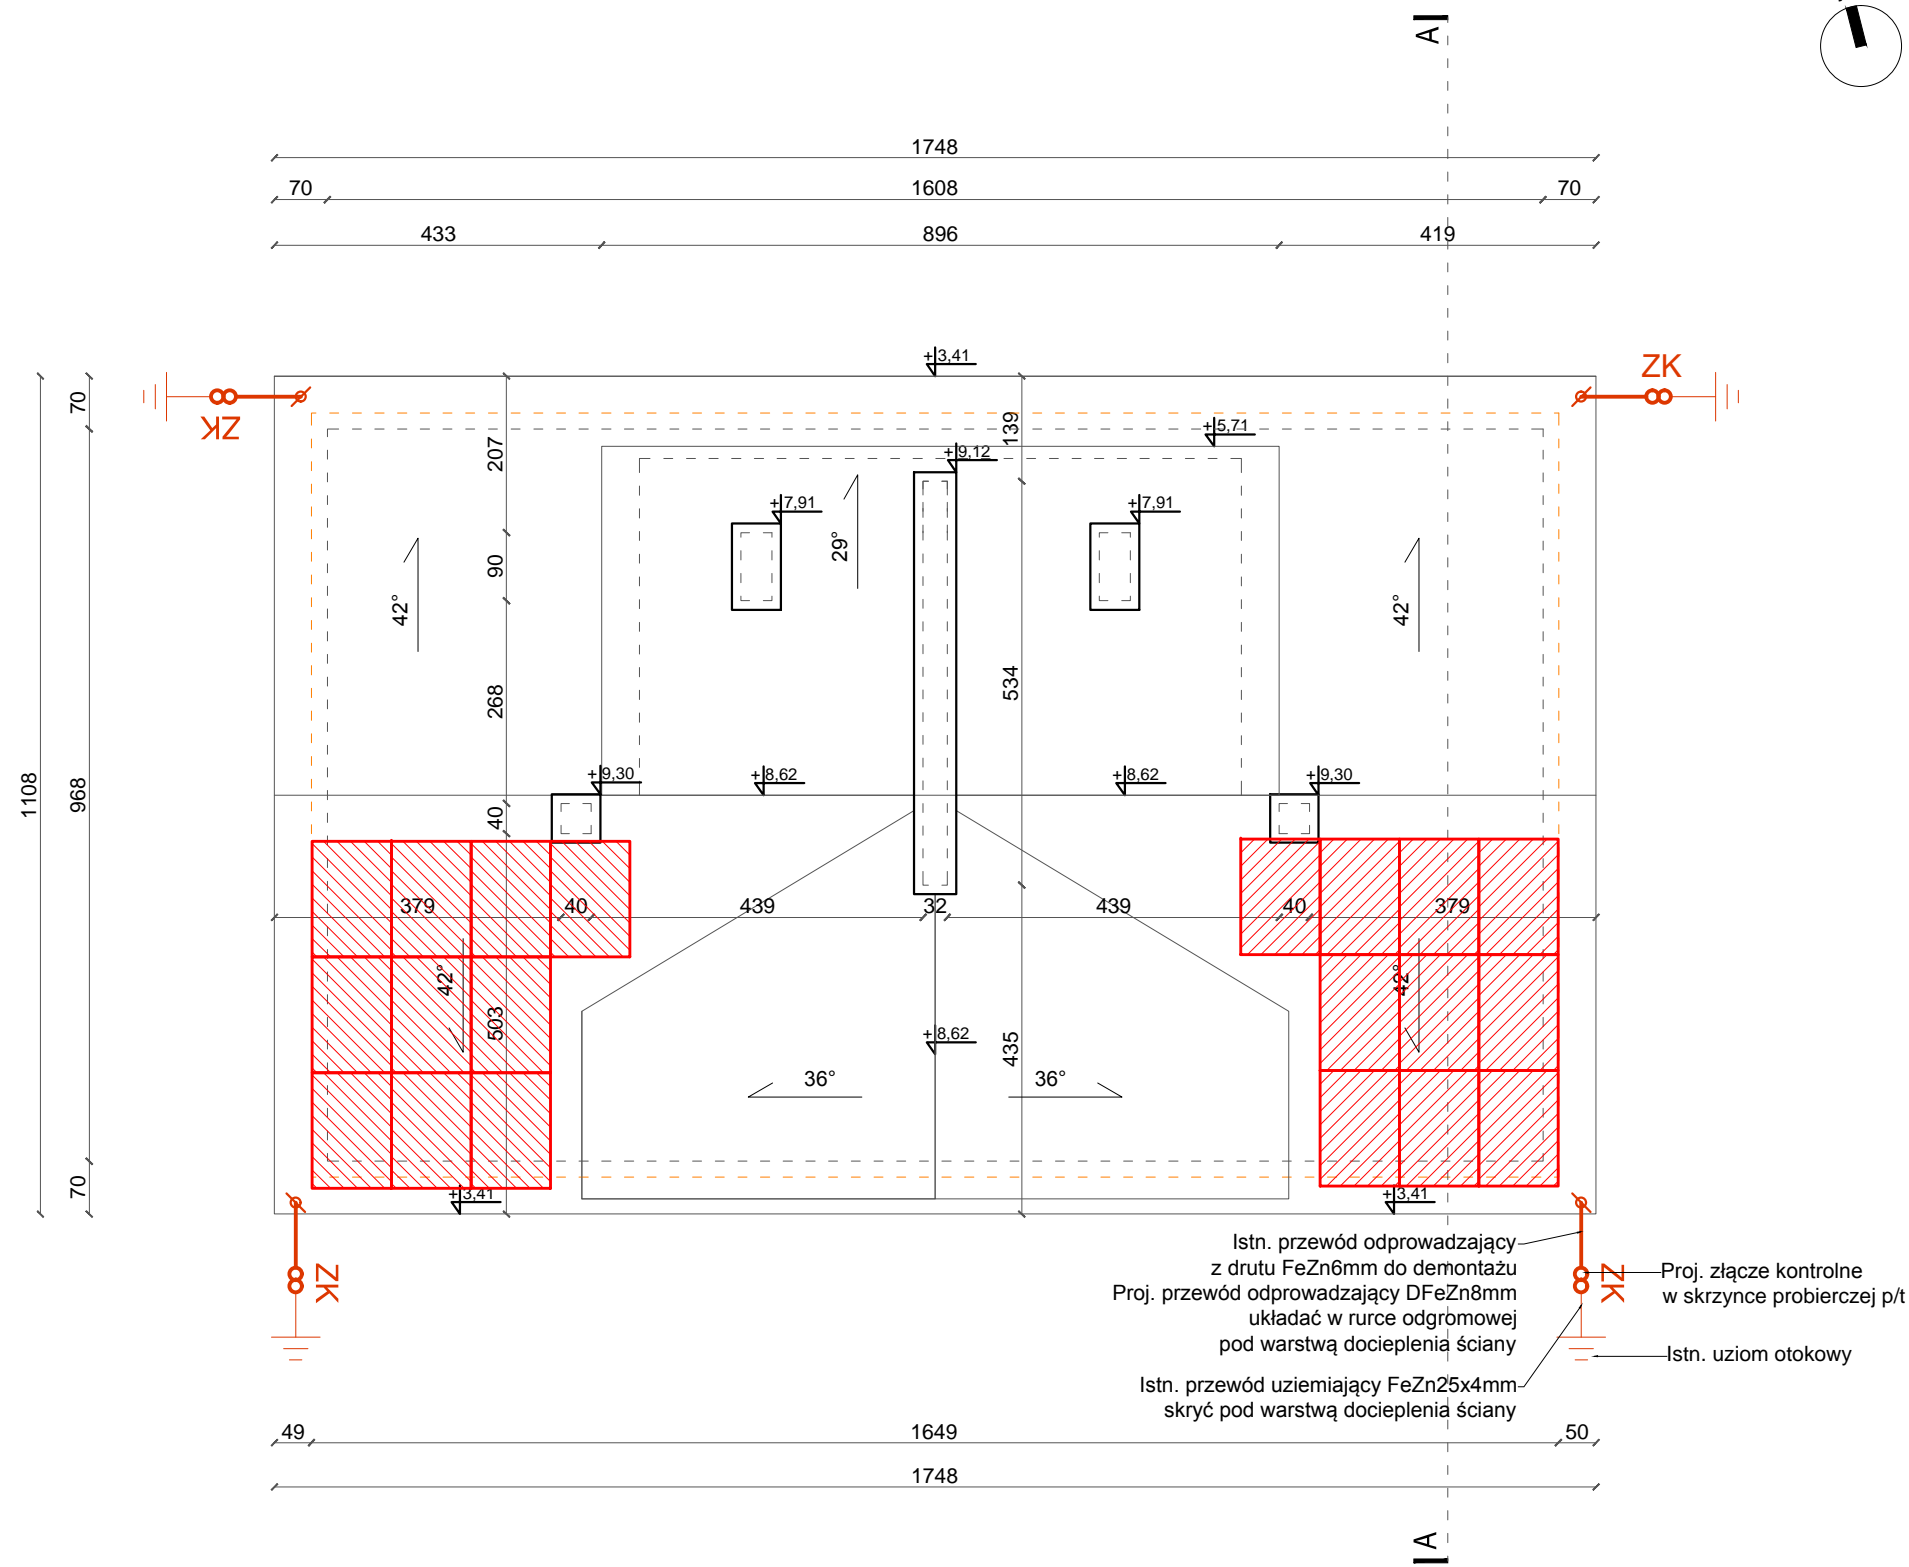 A
1748
70 1608 70
433 896 419
+3,41
ZK
ZK
70
139
+5,71
207
+9,12
+7,91
+7,91
29°
90
42°
42°
268
534
+9,30
+8,62
+8,62
+9,30
1108
968
40
379 40 439 32 439 40 379
42°
42°
503
+8,62
435
36°
36°
70
+3,41
+3,41
Istn. przewód odprowadzający
z drutu FeZn6mm do demontażu
Proj. przewód odprowadzający DFeZn8mm
układać w rurce odgromowej
pod warstwą docieplenia ściany
ZK
ZK
Proj. złącze kontrolne
w skrzynce probierczej p/t
Istn. uziom otokowy
Istn. przewód uziemiający FeZn25x4mm
skryć pod warstwą docieplenia ściany
49 1649 50
1748
A